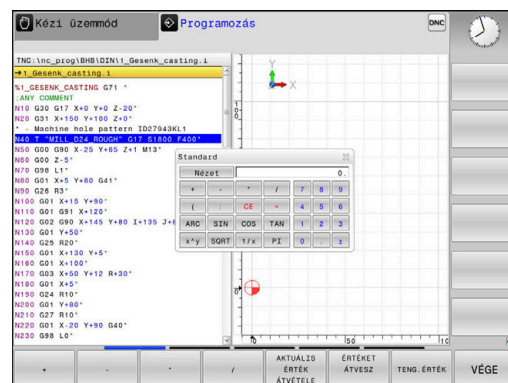 Kézi üzemmód
Programozás
DNC
TNC:\nc_prog\BHB\DIN\1_Gesenk_casting.i
→1_Gesenk_casting.i
%1_GESENK_CASTING G71 *
;ANY COMMENT
N10 G30 G17 X+0 Y+0 Z-20*
N20 G31 X+150 Y+100 Z+0*
* - Machine hole pattern ID27943KL1
N40 T "MILL_D24_ROUGH" G17 S1800 F400*
N50 G00 G90 X-25 Y+65 Z+1 M13*
N60 G00 Z-5*
N70 G98 L1*
N80 G01 X+5 Y+80 G41*
N90 G26 R3*
N100 G01 X+15 Y+90*
N110 G01 G91 X+120*
N120 G02 G90 X+145 Y+80 I+135 J+8
N130 G01 Y+50*
N140 G25 R20*
N150 G01 X+130 Y+5*
N160 G01 X+100*
N170 G03 X+50 Y+12 R+30*
N180 G01 X+5*
N190 G24 R10*
N200 G01 Y+80*
N210 G27 R10*
N220 G01 X-20 Y+90 G40*
N230 G98 L0*
Y
X
100
0
0
50
10
Standard
Nézet
0.
+ - * / 7 8 9
( ) CE = 4 5 6
ARC SIN COS TAN 1 2 3
x^y SQRT 1/x PI 0 . ±
+ - * /
AKTUÁLIS
ÉRTÉK
ÁTVÉTELE
ÉRTÉKET
ÁTVESZ
TENG.ÉRTÉK
VÉGE